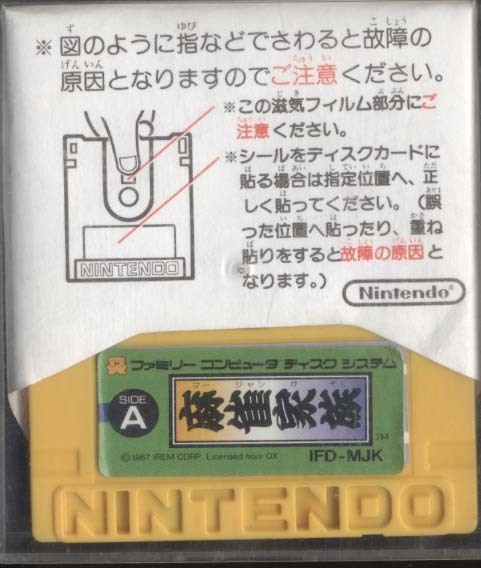 ※図のように指などでさわると故障の
原因となりますのでご注意ください。
※この磁気フィルム部分にご
注意ください。
※シールをディスクカードに
貼る場合は指定位置へ、正
しく貼ってください。(誤
った位置へ貼ったり、重ね
貼りをすると故障の原因と
なります。)
NINTENDO
Nintendo®
ファミリー コンピュータ ディスク システム
SIDE
A
マージャンかぞく
麻雀家族
TM
©1987 IREM CORP. Licensed from OX
IFD-MJK
NINTENDO